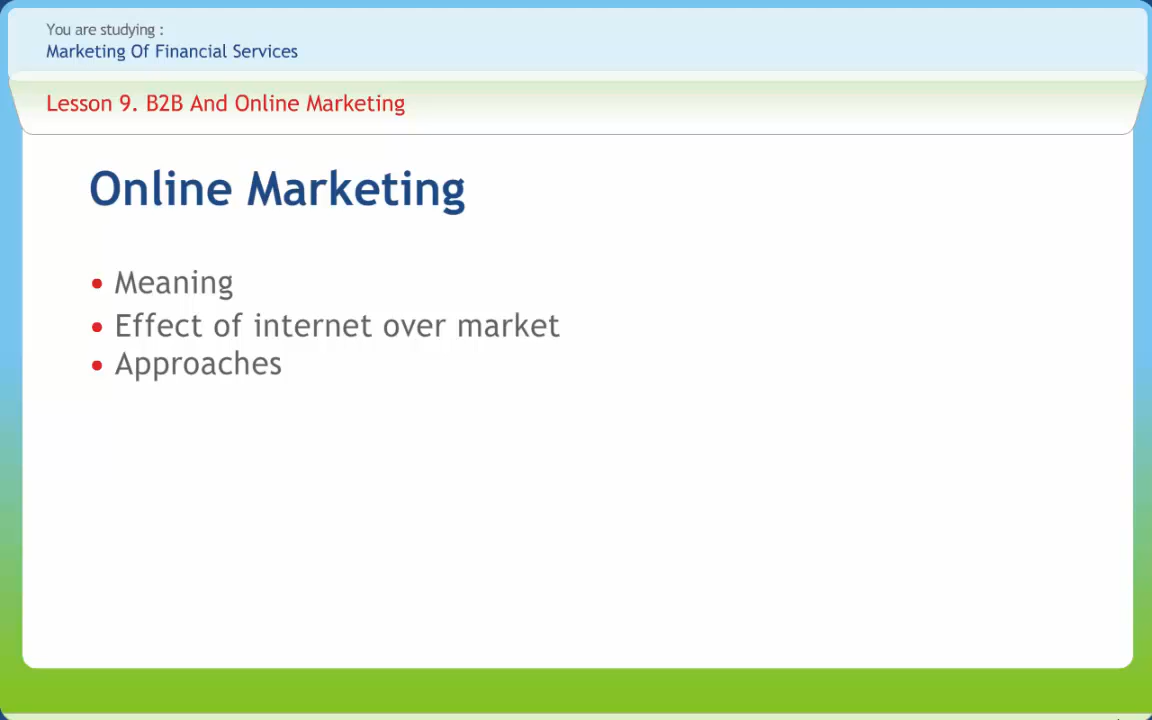 You are studying :
Marketing Of Financial Services
Lesson 9. B2B And Online Marketing
Online Marketing
• Meaning
• Effect of internet over market
• Approaches